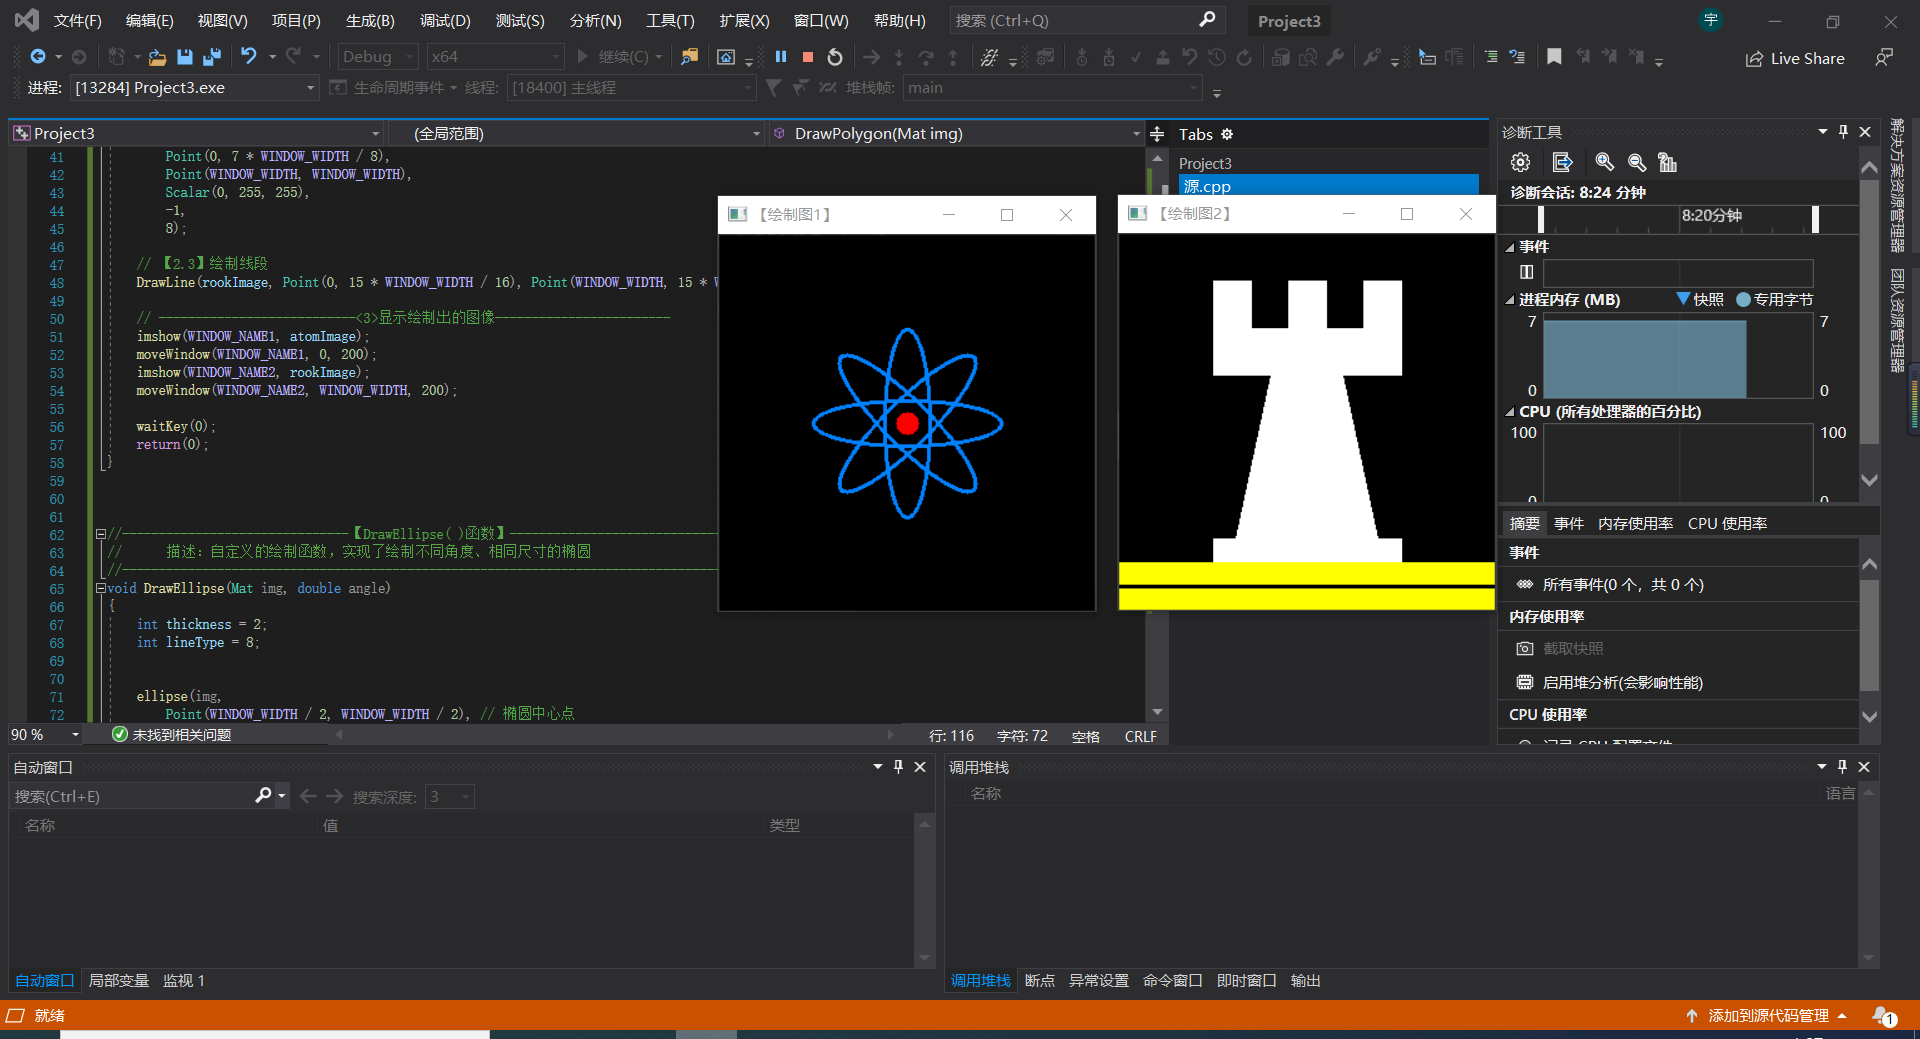 文件(F) 编辑(E) 视图(V) 项目(P) 生成(B) 调试(D) 测试(S) 分析(N) 工具(T) 扩展(X) 窗口(W) 帮助(H) 搜索 (Ctrl+Q) Project3 宇
Debug x64 继续(C) Live Share
进程: [13284] Project3.exe 生命周期事件 线程: [18400] 主线程 堆栈帧: main
Project3 (全局范围) DrawPolygon(Mat img)
41 Point(0, 7 * WINDOW_WIDTH / 8),
42 Point(WINDOW_WIDTH, WINDOW_WIDTH),
43 Scalar(0, 255, 255),
44 -1,
45 8);
46
47 // 【2.3】绘制线段
48 DrawLine(rookImage, Point(0, 15 * WINDOW_WIDTH / 16), Point(WINDOW_WIDTH, 15 * W
49
50 // ---------------------------<3>显示绘制出的图像------------------------
51 imshow(WINDOW_NAME1, atomImage);
52 moveWindow(WINDOW_NAME1, 0, 200);
53 imshow(WINDOW_NAME2, rookImage);
54 moveWindow(WINDOW_NAME2, WINDOW_WIDTH, 200);
55
56 waitKey(0);
57 return(0);
58 }
59
60
61
62 //-------------------------------【DrawEllipse( )函数】-----------------------------
63 // 描述：自定义的绘制函数，实现了绘制不同角度、相同尺寸的椭圆
64 //-----------------------------------------------------------------------------------
65 void DrawEllipse(Mat img, double angle)
66 {
67 int thickness = 2;
68 int lineType = 8;
69
70
71 ellipse(img,
72 Point(WINDOW_WIDTH / 2, WINDOW_WIDTH / 2), // 椭圆中心点
90 % 未找到相关问题 行: 116 字符: 72 空格 CRLF
Tabs
Project3
源.cpp
【绘制图1】
【绘制图2】
诊断工具
诊断会话: 8:24 分钟
8:20分钟
事件
进程内存 (MB) 快照 专用字节
7 7
0 0
CPU (所有处理器的百分比)
100 100
0 0
摘要 事件 内存使用率 CPU 使用率
事件
所有事件(0 个，共 0 个)
内存使用率
截取快照
启用堆分析(会影响性能)
CPU 使用率
记录 CPU 配置文件
解决方案资源管理器
团队资源管理器
自动窗口
搜索(Ctrl+E) 搜索深度: 3
名称 值 类型
自动窗口 局部变量 监视 1
调用堆栈
名称 语言
调用堆栈 断点 异常设置 命令窗口 即时窗口 输出
就绪 添加到源代码管理 1